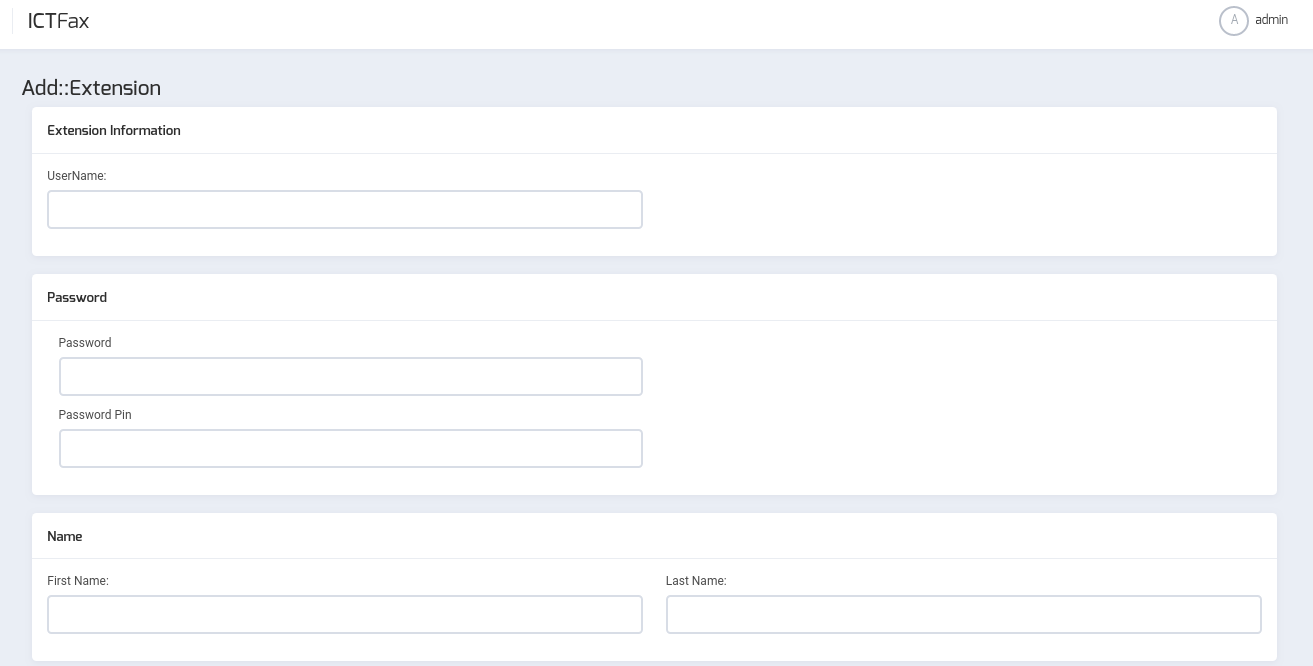 ICTFax
A admin
Add::Extension
Extension Information
UserName:
Password
Password
Password Pin
Name
First Name: Last Name: